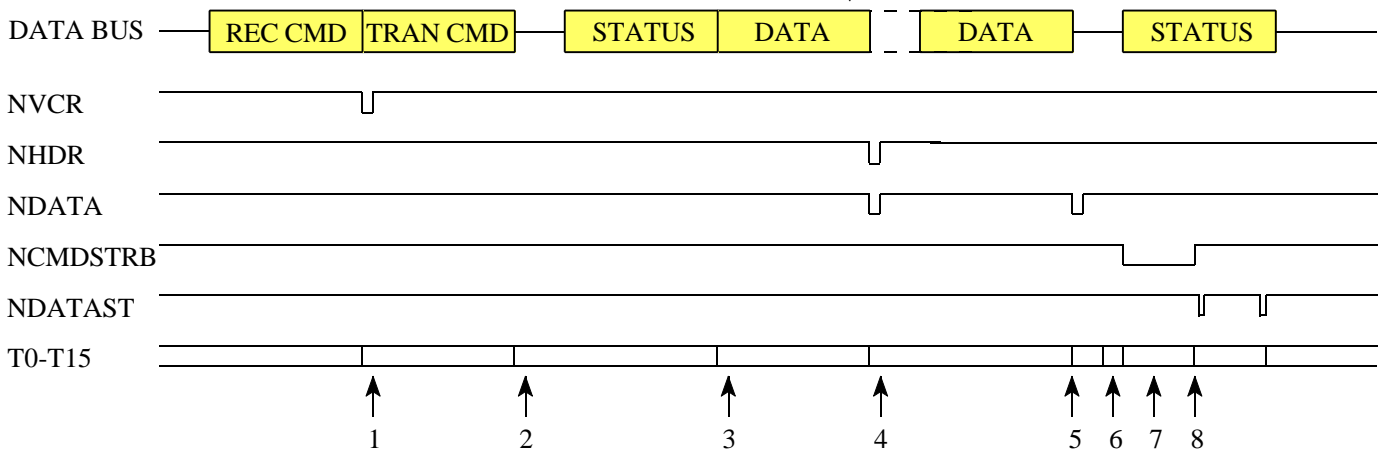 DATA BUS REC CMD TRAN CMD STATUS DATA DATA STATUS
NVCR
NHDR
NDATA
NCMDSTRB
NDATAST
T0-T15
1 2 3 4 5 6 7 8